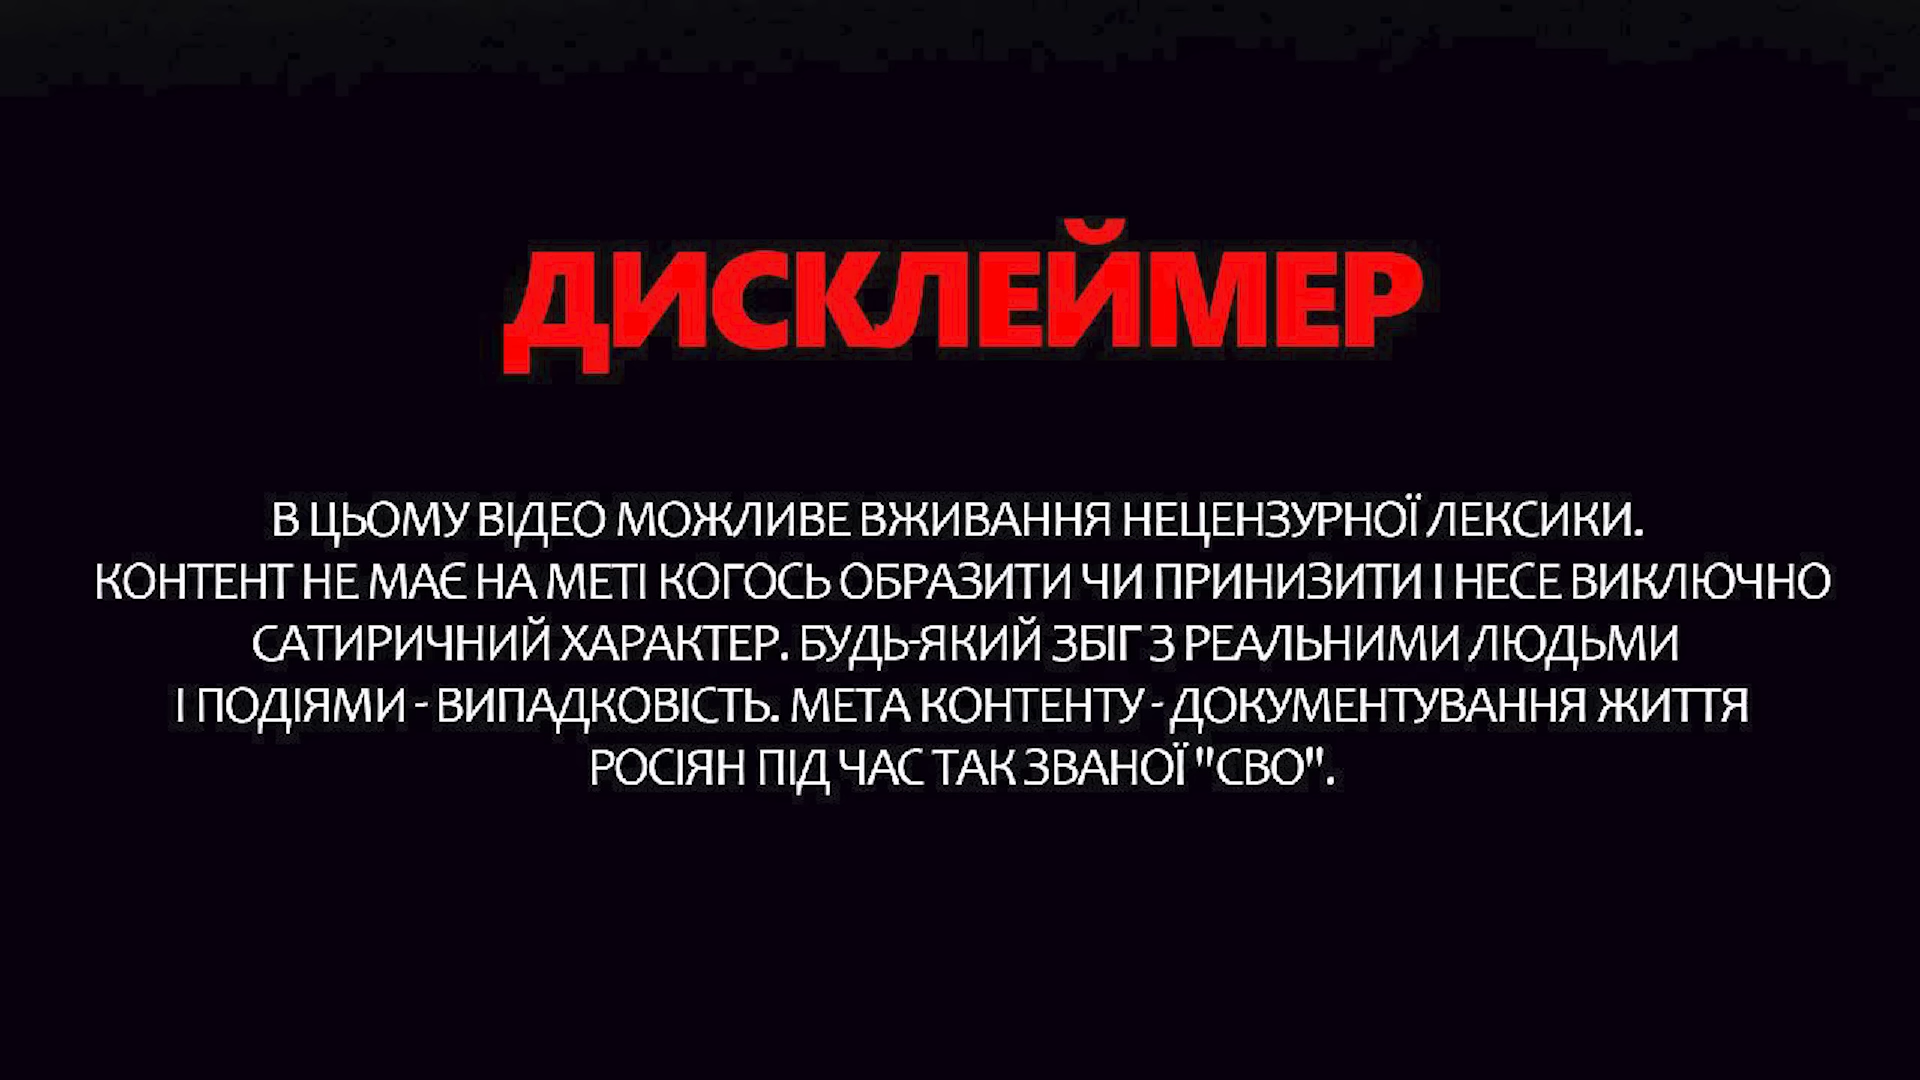 ДИСКЛЕЙМЕР
В ЦЬОМУ ВІДЕО МОЖЛИВЕ ВЖИВАННЯ НЕЦЕНЗУРНОЇ ЛЕКСИКИ.
КОНТЕНТ НЕ МАЄ НА МЕТІ КОГОСЬ ОБРАЗИТИ ЧИ ПРИНИЗИТИ І НЕСЕ ВИКЛЮЧНО
САТИРИЧНИЙ ХАРАКТЕР. БУДЬ-ЯКИЙ ЗБІГ З РЕАЛЬНИМИ ЛЮДЬМИ
І ПОДІЯМИ - ВИПАДКОВІСТЬ. МЕТА КОНТЕНТУ - ДОКУМЕНТУВАННЯ ЖИТТЯ
РОСІЯН ПІД ЧАС ТАК ЗВАНОЇ "СВО".